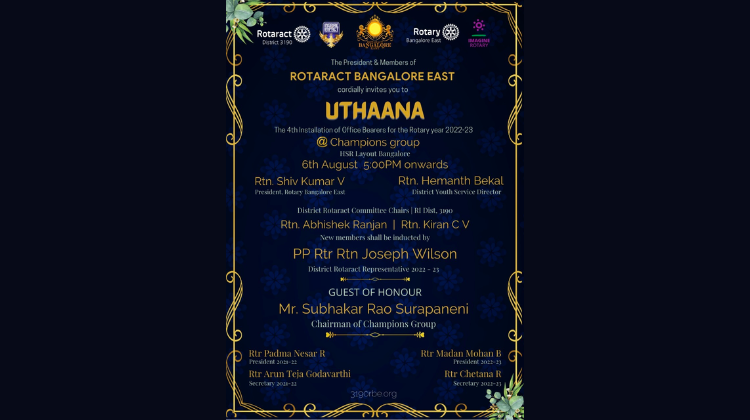 Rotaract
District 3190
BANGALORE
Rotary
Bangalore East
IMAGINE
ROTARY
The President & Members of
ROTARACT BANGALORE EAST
cordially invites you to
UTHAANA
The 4th Installation of Office Bearers for the Rotary year 2022-23
@ Champions group
HSR Layout Bangalore
6th August 5:00PM onwards
Rtn. Shiv Kumar V
Rtn. Hemanth Bekal
President, Rotary Bangalore East
District Youth Service Director
District Rotaract Committee Chairs | RI Dist. 3190
Rtn. Abhishek Ranjan | Rtn. Kiran C V
New members shall be inducted by
PP Rtr Rtn Joseph Wilson
District Rotaract Representative 2022 - 23
GUEST OF HONOUR
Mr. Subhakar Rao Surapaneni
Chairman of Champions Group
Rtr Padma Nesar R
Rtr Madan Mohan B
President 2021-22
President 2022-23
Rtr Arun Teja Godavarthi
Rtr Chetana R
Secretary 2021-22
Secretary 2022-23
3190rbe.org